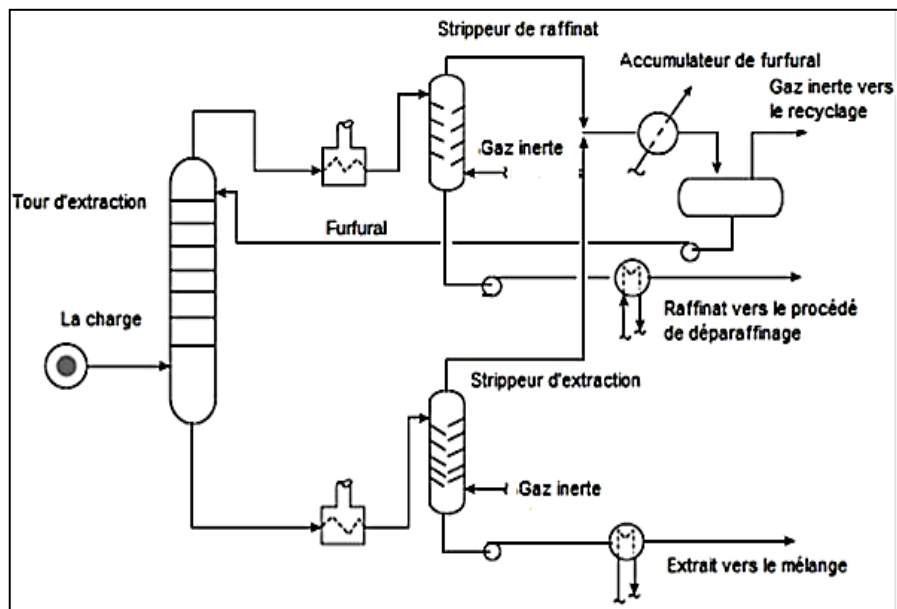 Strippeur de raffinat
Accumulateur de furfural
Gaz inerte vers
le recyclage
Gaz inerte
Tour d'extraction
Furfural
La charge
Raffinat vers le procédé
de déparaffinage
Strippeur d'extraction
Gaz inerte
Extrait vers le mélange